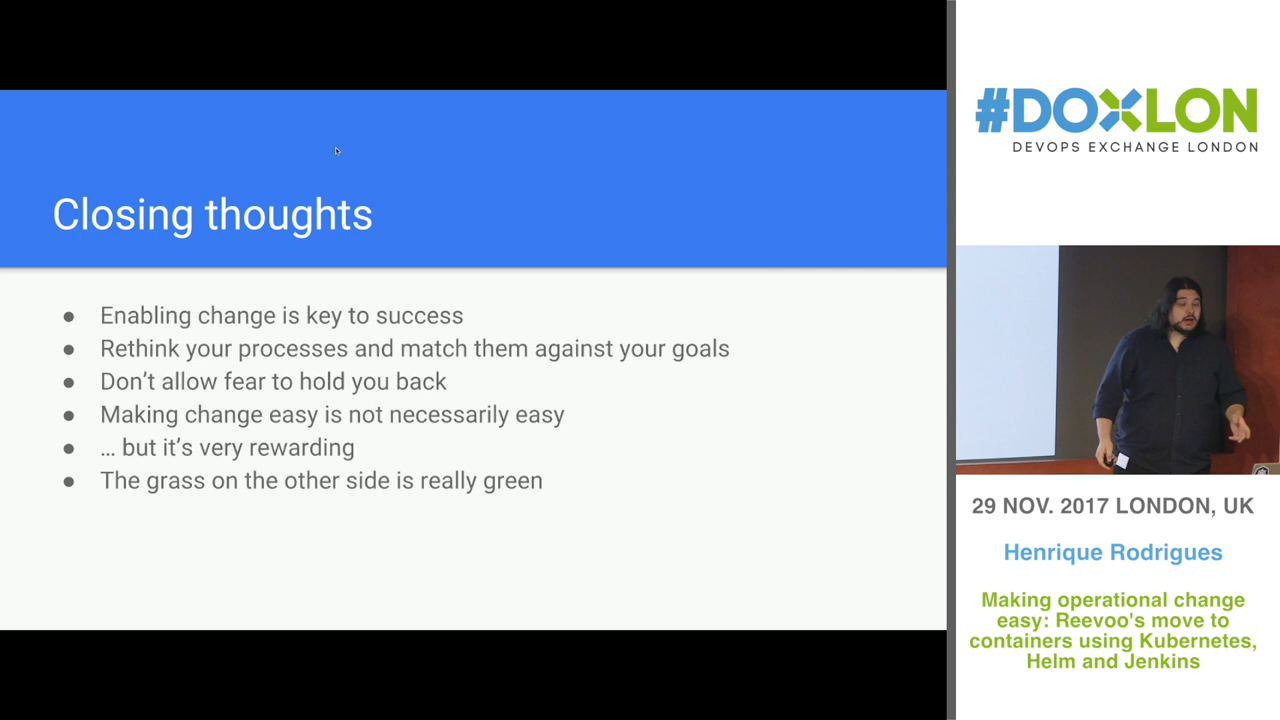 Closing thoughts
● Enabling change is key to success
● Rethink your processes and match them against your goals
● Don’t allow fear to hold you back
● Making change easy is not necessarily easy
● … but it’s very rewarding
● The grass on the other side is really green
#DOXLON
DEVOPS EXCHANGE LONDON
29 NOV. 2017 LONDON, UK
Henrique Rodrigues
Making operational change
easy: Reevoo's move to
containers using Kubernetes,
Helm and Jenkins